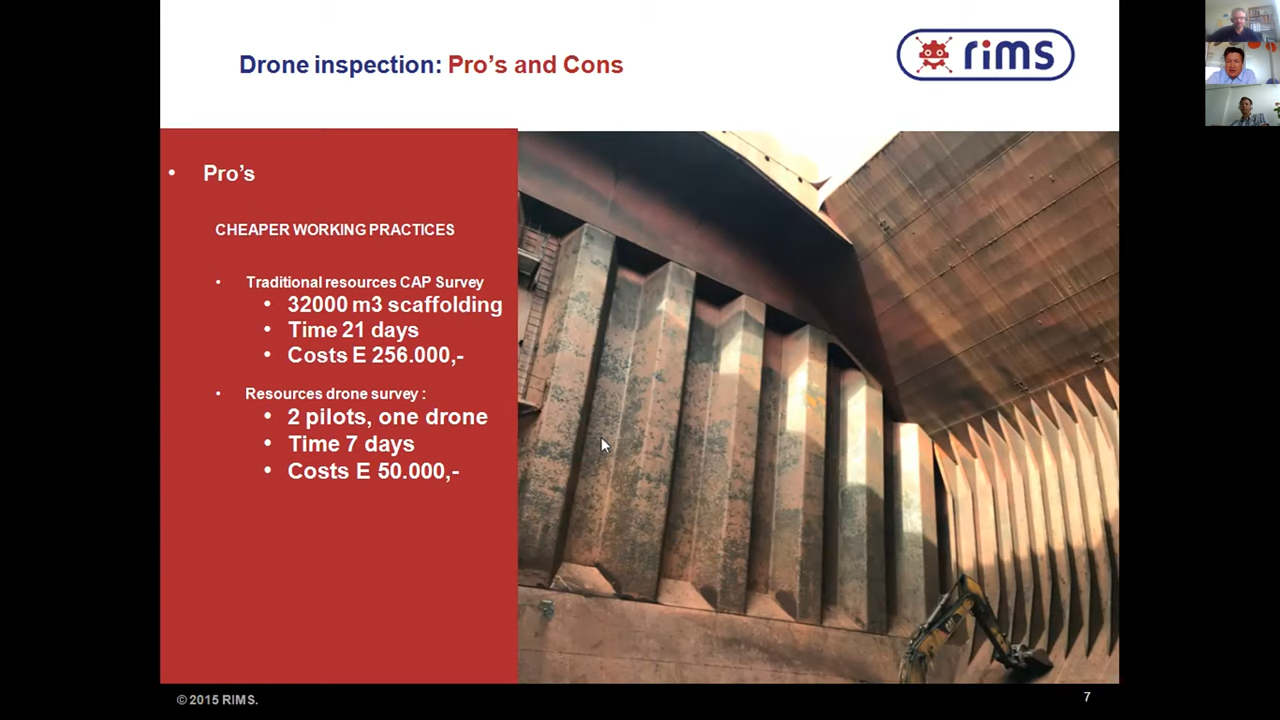 Drone inspection: Pro's and Cons
rims
• Pro's
CHEAPER WORKING PRACTICES
• Traditional resources CAP Survey
• 32000 m3 scaffolding
• Time 21 days
• Costs E 256.000,-
• Resources drone survey :
• 2 pilots, one drone
• Time 7 days
• Costs E 50.000,-
© 2015 RIMS.
7